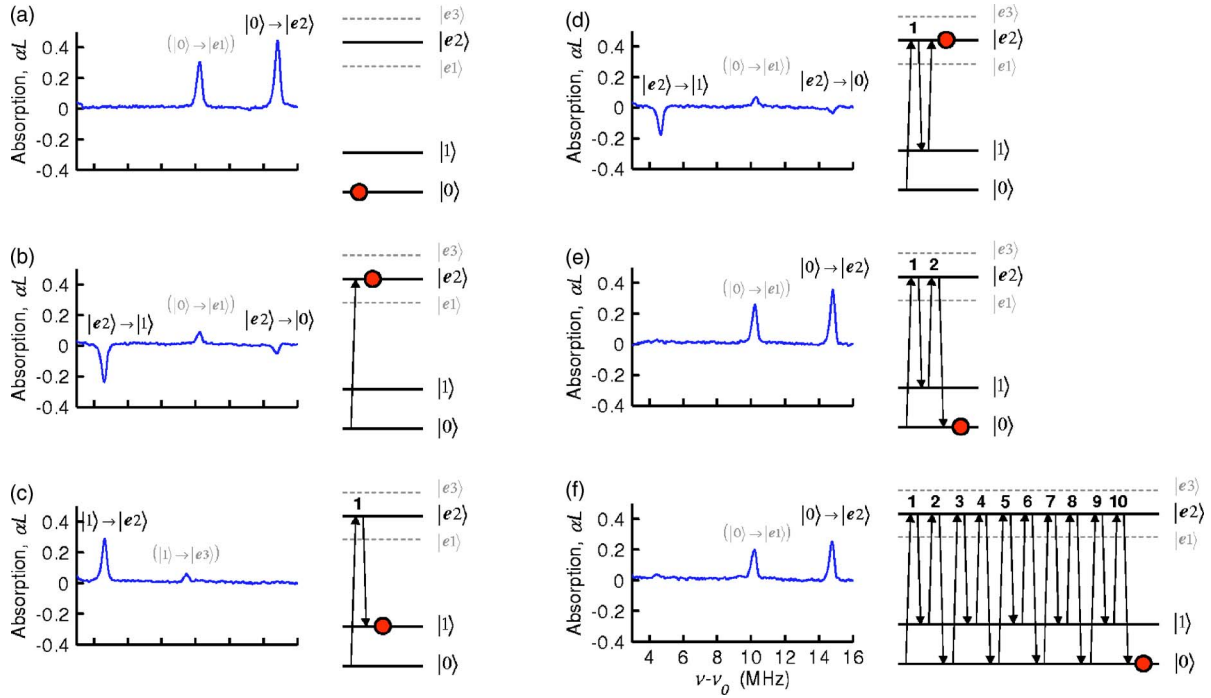 (a)
Absorption, αL
0.4
0.2
0
-0.2
-0.4
(|0⟩→|e1⟩)
|0⟩→|e2⟩
|e3⟩
|e2⟩
|e1⟩
|1⟩
|0⟩
(b)
Absorption, αL
0.4
0.2
0
-0.2
-0.4
|e2⟩→|1⟩
(|0⟩→|e1⟩)
|e2⟩→|0⟩
|e3⟩
|e2⟩
|e1⟩
|1⟩
|0⟩
(c)
Absorption, αL
0.4
0.2
0
-0.2
-0.4
|1⟩→|e2⟩
(|1⟩→|e3⟩)
1
|e3⟩
|e2⟩
|e1⟩
|1⟩
|0⟩
(d)
Absorption, αL
0.4
0.2
0
-0.2
-0.4
|e2⟩→|1⟩
(|0⟩→|e1⟩)
|e2⟩→|0⟩
1
|e3⟩
|e2⟩
|e1⟩
|1⟩
|0⟩
(e)
Absorption, αL
0.4
0.2
0
-0.2
-0.4
(|0⟩→|e1⟩)
|0⟩→|e2⟩
1 2
|e3⟩
|e2⟩
|e1⟩
|1⟩
|0⟩
(f)
Absorption, αL
0.4
0.2
0
-0.2
-0.4
(|0⟩→|e1⟩)
|0⟩→|e2⟩
4 6 8 10 12 14 16
ν-ν0 (MHz)
1 2 3 4 5 6 7 8 9 10
|e3⟩
|e2⟩
|e1⟩
|1⟩
|0⟩